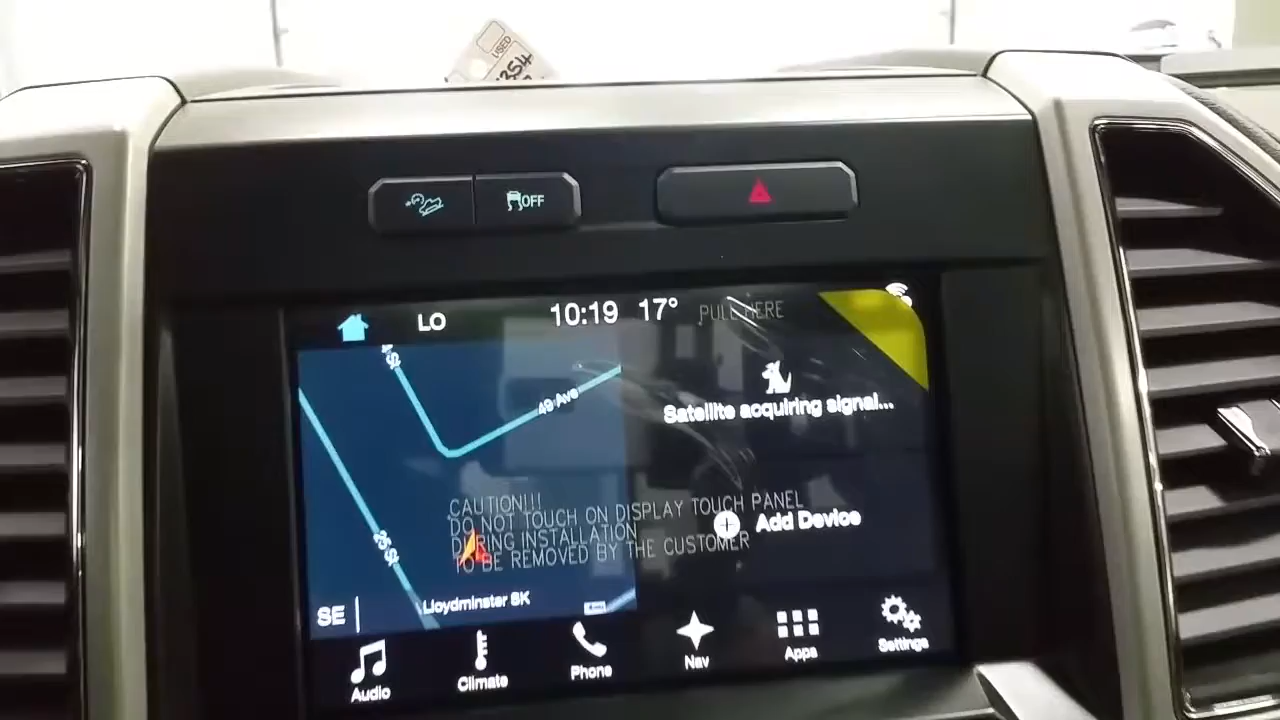 USED
OFF
LO
10:19 17°
PULL HERE
49 Ave
Satellite acquiring signal...
CAUTION!!!
DO NOT TOUCH ON DISPLAY TOUCH PANEL
DURING INSTALLATION
TO BE REMOVED BY THE CUSTOMER
Add Device
Lloydminster SK
SE
Audio
Climate
Phone
Nav
Apps
Settings